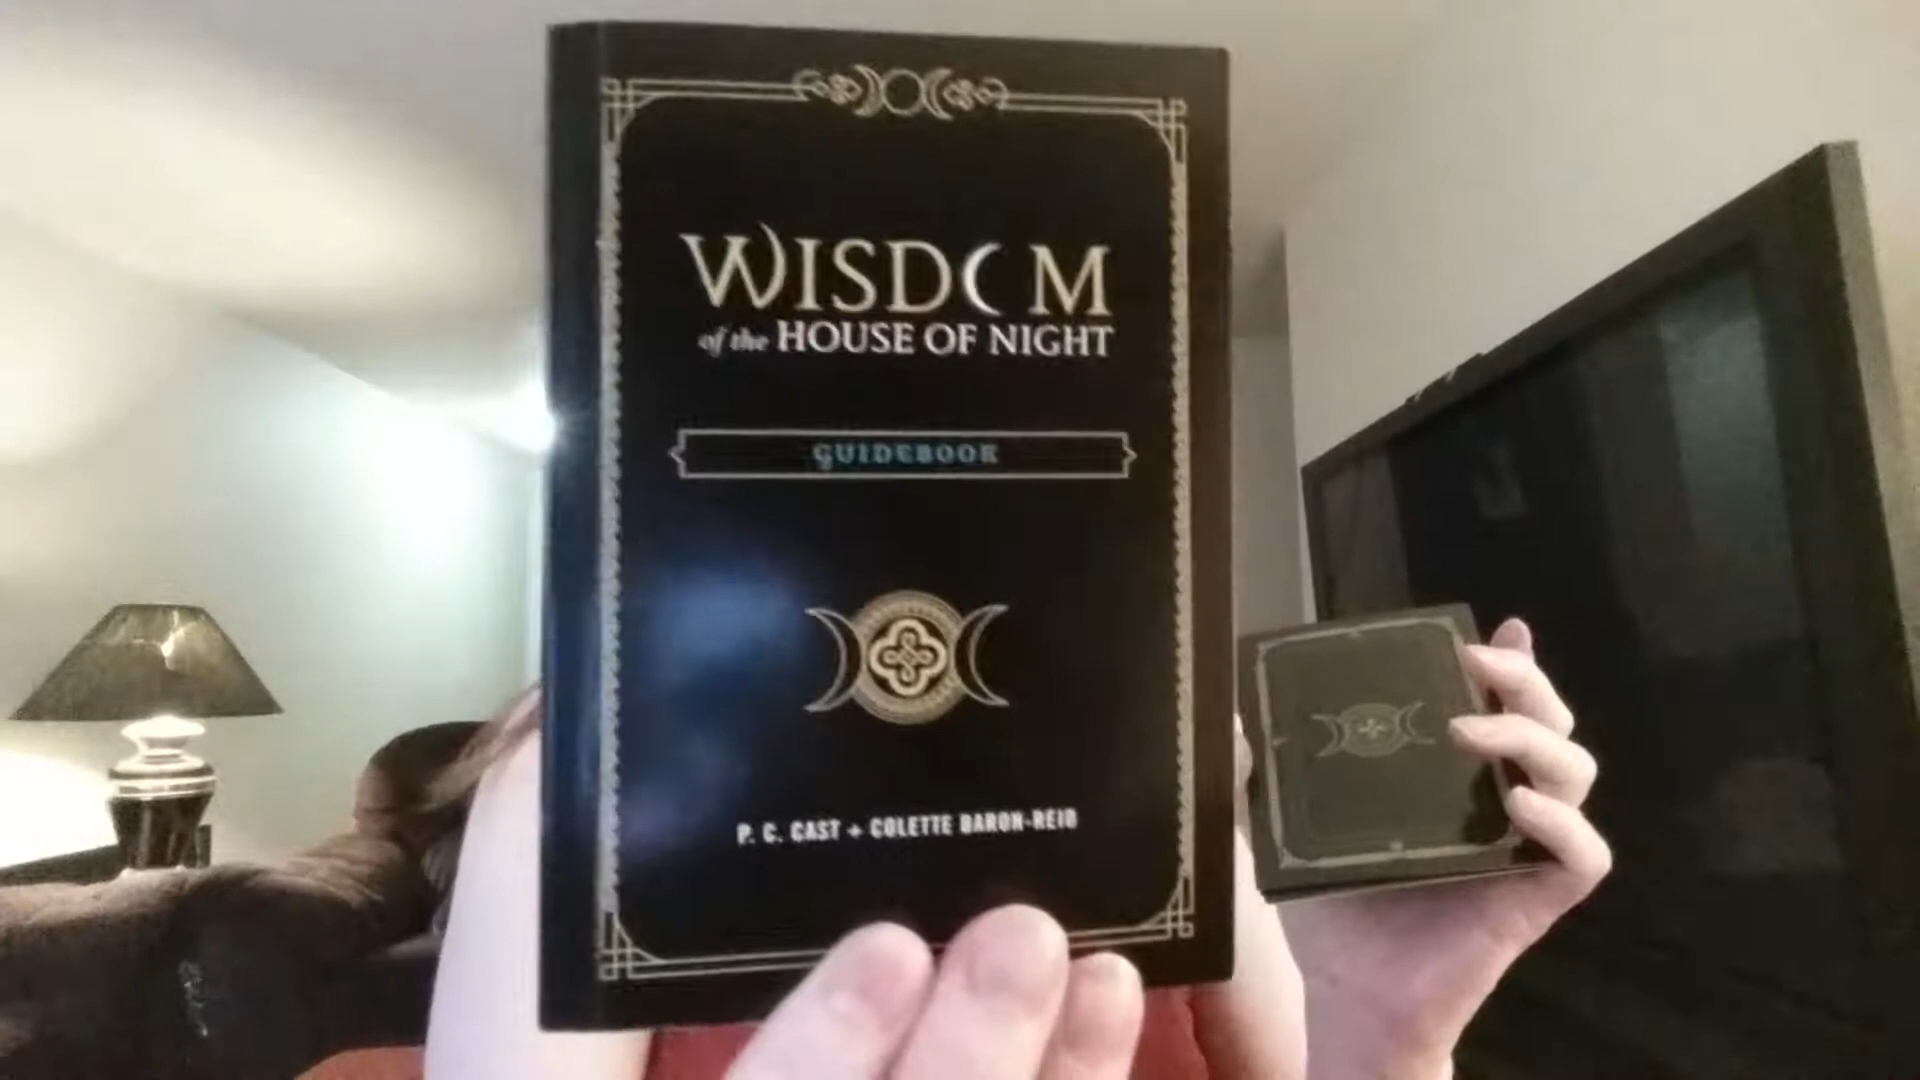 WISDOM
of the HOUSE OF NIGHT
GUIDEBOOK
P. C. CAST + COLETTE BARON-REID